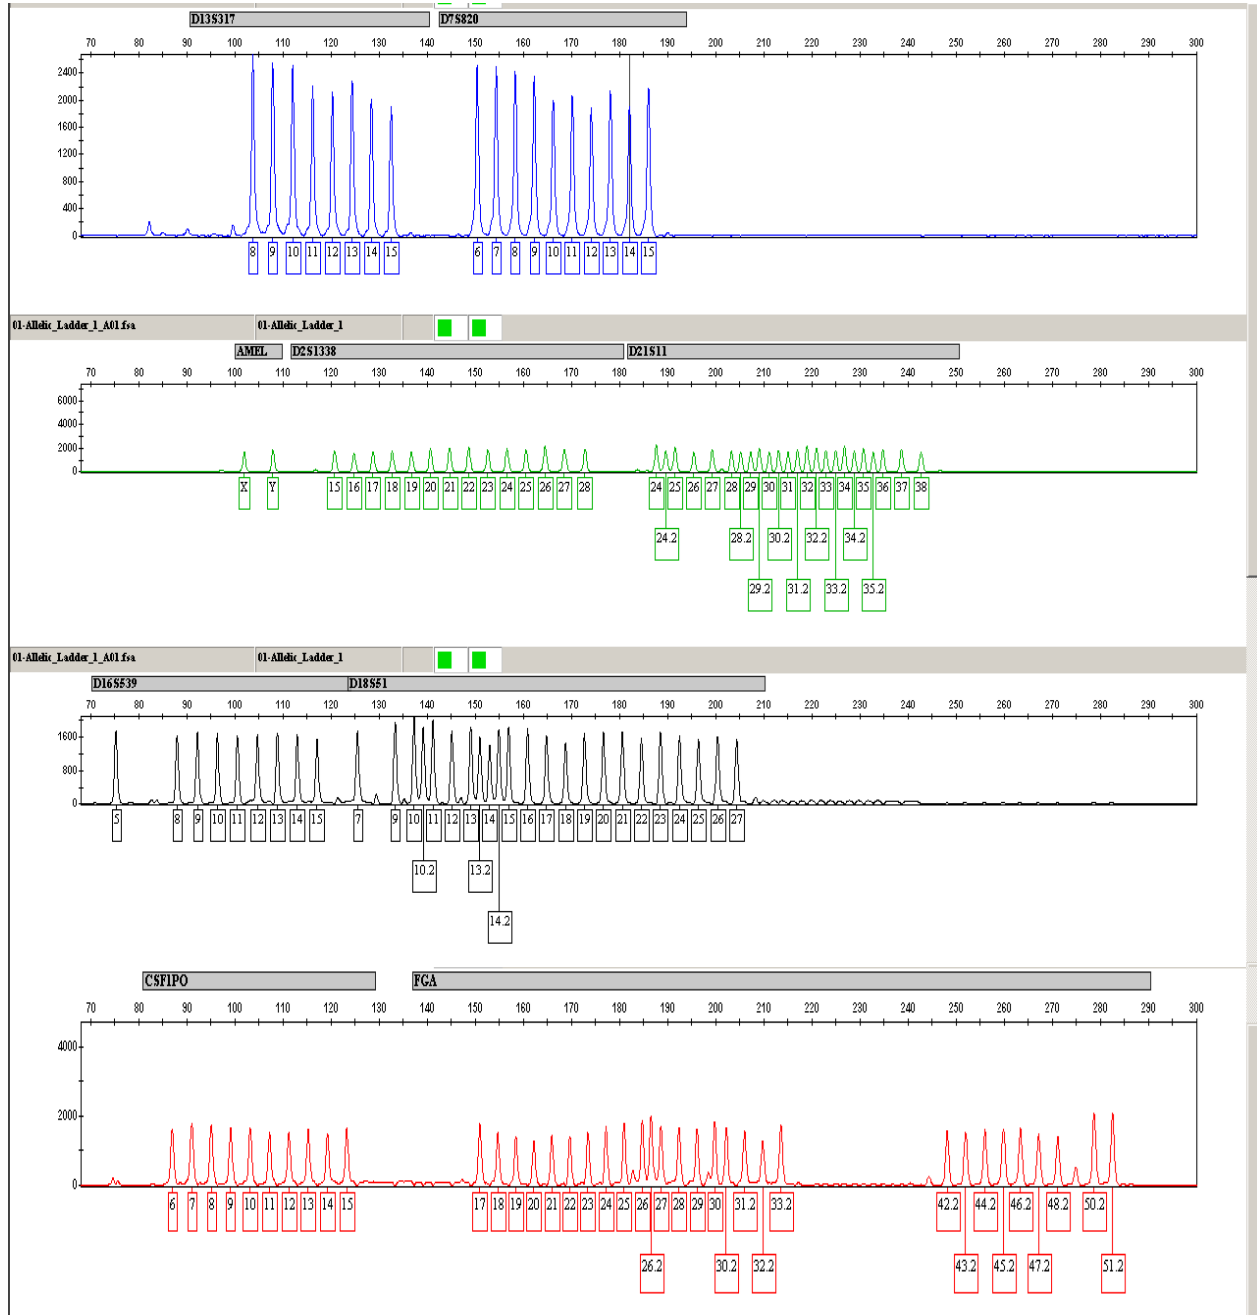 D13S317 D7S820
70 80 90 100 110 120 130 140 150 160 170 180 190 200 210 220 230 240 250 260 270 280 290 300
2400
2000
1600
1200
800
400
0
8 9 10 11 12 13 14 15 6 7 8 9 10 11 12 13 14 15
01-Allelic_Ladder_1_A01.fsa 01-Allelic_Ladder_1
AMEL D2S1338 D21S11
70 80 90 100 110 120 130 140 150 160 170 180 190 200 210 220 230 240 250 260 270 280 290 300
6000
4000
2000
0
X Y 15 16 17 18 19 20 21 22 23 24 25 26 27 28 24 25 26 27 28 29 30 31 32 33 34 35 36 37 38
24.2 28.2 30.2 32.2 34.2
29.2 31.2 33.2 35.2
01-Allelic_Ladder_1_A01.fsa 01-Allelic_Ladder_1
D16S539 D18S51
70 80 90 100 110 120 130 140 150 160 170 180 190 200 210 220 230 240 250 260 270 280 290 300
1600
800
0
5 8 9 10 11 12 13 14 15 7 9 10 11 12 13 14 15 16 17 18 19 20 21 22 23 24 25 26 27
10.2 13.2
14.2
CSF1PO FGA
70 80 90 100 110 120 130 140 150 160 170 180 190 200 210 220 230 240 250 260 270 280 290 300
4000
2000
0
6 7 8 9 10 11 12 13 14 15 17 18 19 20 21 22 23 24 25 26 27 28 29 30 31.2 33.2 42.2 44.2 46.2 48.2 50.2
26.2 30.2 32.2 43.2 45.2 47.2 51.2